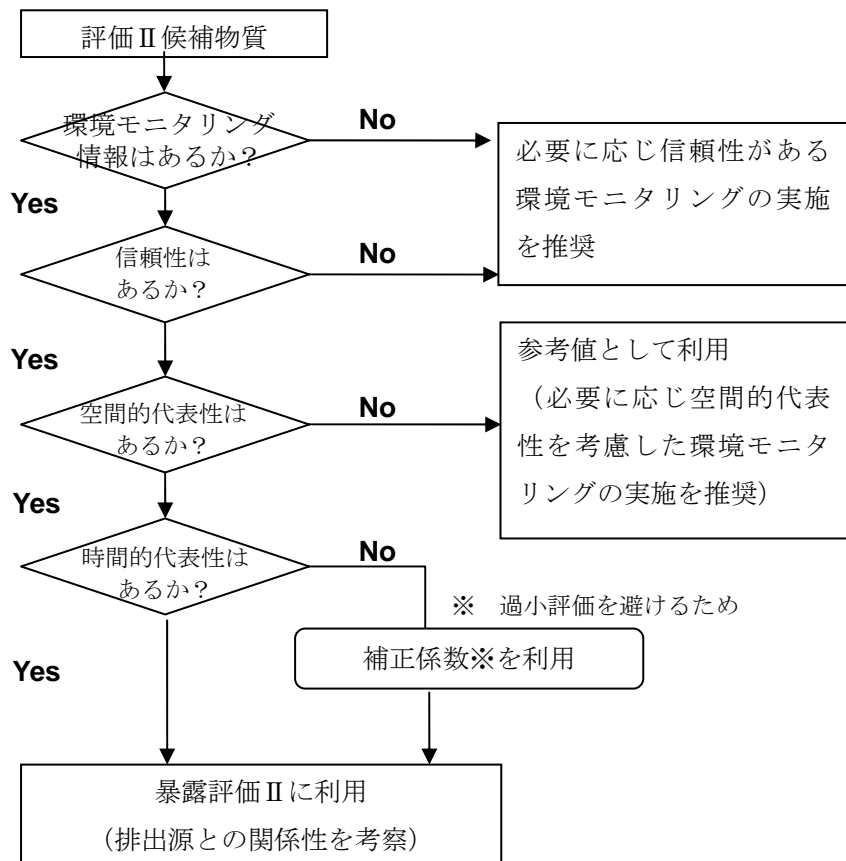 評価Ⅱ候補物質
環境モニタリング
情報はあるか？
No
必要に応じ信頼性がある
環境モニタリングの実施
を推奨
Yes
信頼性は
あるか？
No
Yes
空間的代表性は
あるか？
No
参考値として利用
（必要に応じ空間的代表
性を考慮した環境モニタ
リングの実施を推奨）
Yes
時間的代表性は
あるか？
No
※　過小評価を避けるため
補正係数※を利用
Yes
暴露評価Ⅱに利用
（排出源との関係性を考察）